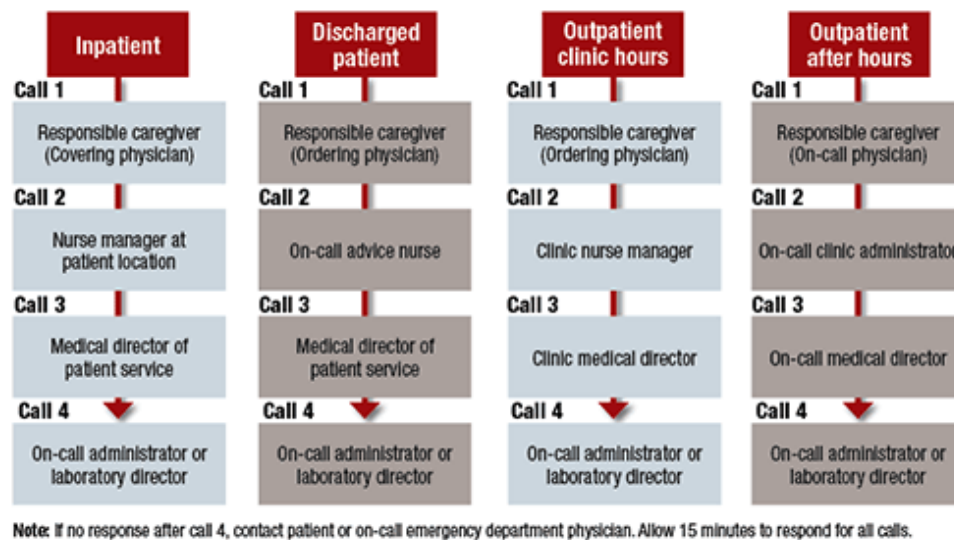 Inpatient
Call 1
Responsible caregiver
(Covering physician)
Call 2
Nurse manager at
patient location
Call 3
Medical director of
patient service
Call 4
On-call administrator or
laboratory director
Discharged
patient
Call 1
Responsible caregiver
(Ordering physician)
Call 2
On-call advice nurse
Call 3
Medical director of
patient service
Call 4
On-call administrator or
laboratory director
Outpatient
clinic hours
Call 1
Responsible caregiver
(Ordering physician)
Call 2
Clinic nurse manager
Call 3
Clinic medical director
Call 4
On-call administrator or
laboratory director
Outpatient
after hours
Call 1
Responsible caregiver
(On-call physician)
Call 2
On-call clinic administrator
Call 3
On-call medical director
Call 4
On-call administrator or
laboratory director
Note: If no response after call 4, contact patient or on-call emergency department physician. Allow 15 minutes to respond for all calls.